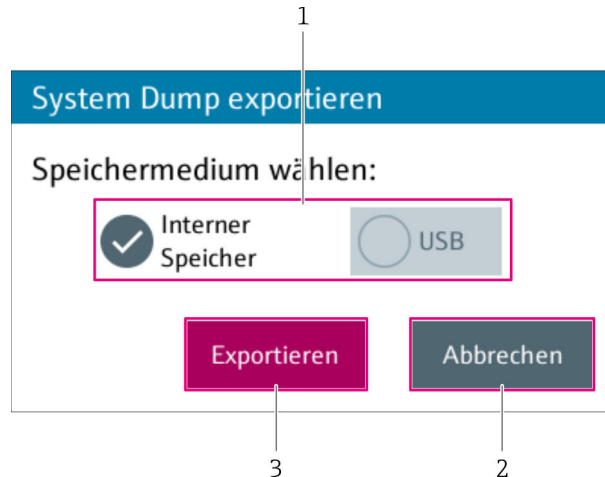 1
System Dump exportieren
Speichermedium wählen:
Interner
Speicher
USB
Exportieren
Abbrechen
3
2